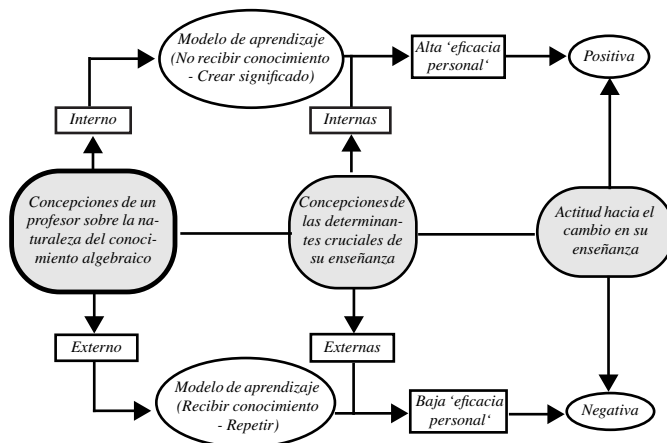 Modelo de aprendizaje
(No recibir conocimiento
- Crear significado)
Alta ‘eficacia
personal‘
Positiva
Interno
Internas
Concepciones de un
profesor sobre la na-
turaleza del conoci-
miento algebraico
Concepciones de
las determinan-
tes cruciales de
su enseñanza
Actitud hacia el
cambio en su
enseñanza
Externo
Externas
Modelo de aprendizaje
(Recibir conocimiento
- Repetir)
Baja ‘eficacia
personal‘
Negativa